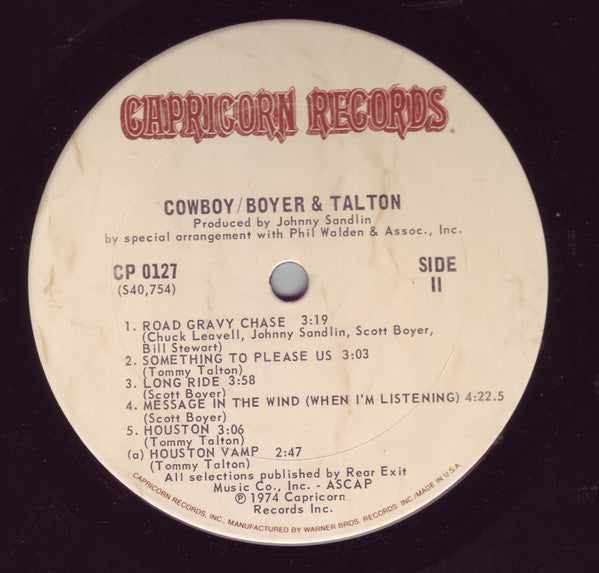 CAPRICORN RECORDS
COWBOY/BOYER & TALTON
Produced by Johnny Sandlin
by special arrangement with Phil Walden & Assoc., Inc.
CP 0127
(S40,754)
SIDE
II
1. ROAD GRAVY CHASE 3:19
(Chuck Leavell, Johnny Sandlin, Scott Boyer,
Bill Stewart)
2. SOMETHING TO PLEASE US 3:03
(Tommy Talton)
3. LONG RIDE 3:58
(Scott Boyer)
4. MESSAGE IN THE WIND (WHEN I'M LISTENING) 4:22.5
(Scott Boyer)
5. HOUSTON 3:06
(Tommy Talton)
(a) HOUSTON VAMP 2:47
(Tommy Talton)
All selections published by Rear Exit
Music Co., Inc. - ASCAP
℗ 1974 Capricorn
Records Inc.
CAPRICORN RECORDS, INC. MANUFACTURED BY WARNER BROS. RECORDS INC./MADE IN U.S.A